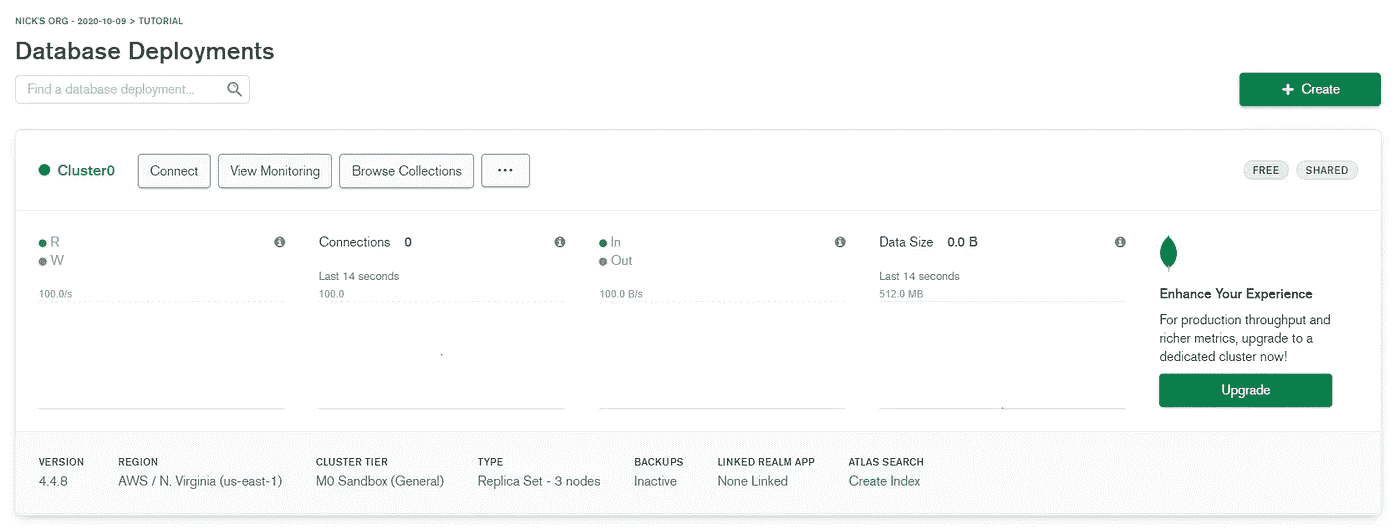 NICK'S ORG - 2020-10-09 > TUTORIAL
Database Deployments
Find a database deployment...
+ Create
Cluster0
Connect
View Monitoring
Browse Collections
...
FREE
SHARED
R
W
100.0/s
Connections 0
Last 14 seconds
100.0
In
Out
100.0 B/s
Data Size 0.0 B
Last 14 seconds
512.0 MB
Enhance Your Experience
For production throughput and
richer metrics, upgrade to a
dedicated cluster now!
Upgrade
VERSION
4.4.8
REGION
AWS / N. Virginia (us-east-1)
CLUSTER TIER
M0 Sandbox (General)
TYPE
Replica Set - 3 nodes
BACKUPS
Inactive
LINKED REALM APP
None Linked
ATLAS SEARCH
Create Index